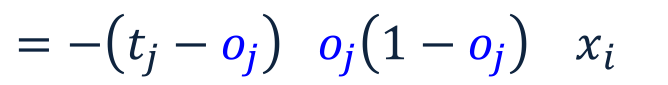 = −(tⱼ − oⱼ) oⱼ(1 − oⱼ) xᵢ